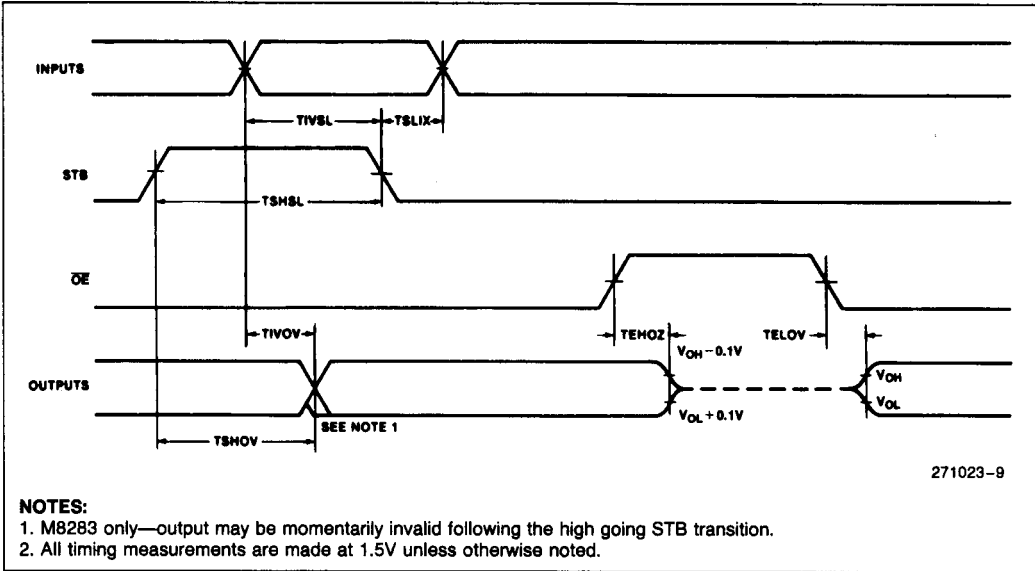 INPUTS
TIVSL
TSLIX
STB
TSHSL
OE
TIVOV
TEHOZ
TELOV
VOH – 0.1V
VOH
OUTPUTS
VOL + 0.1V
VOL
SEE NOTE 1
TSHOV
271023–9
NOTES:
1. M8283 only—output may be momentarily invalid following the high going STB transition.
2. All timing measurements are made at 1.5V unless otherwise noted.